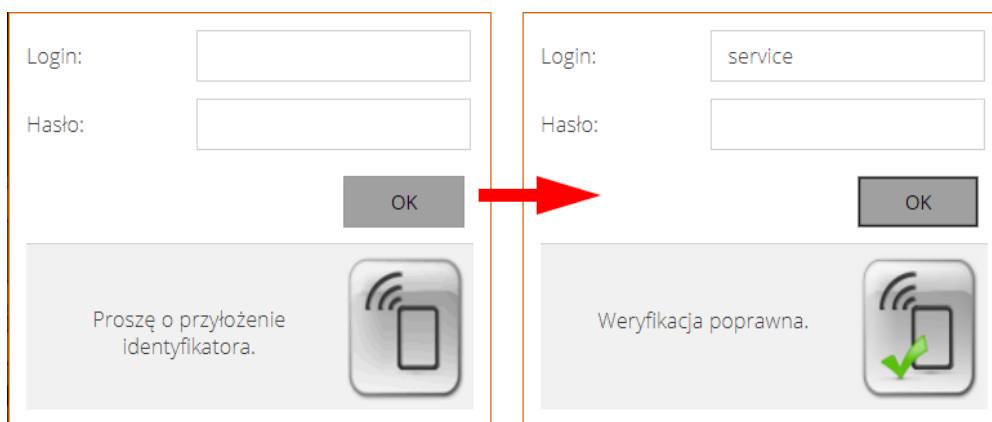 Login:
Hasło:
OK
Proszę o przyłożenie
identyfikatora.
Login: service
Hasło:
OK
Weryfikacja poprawna.